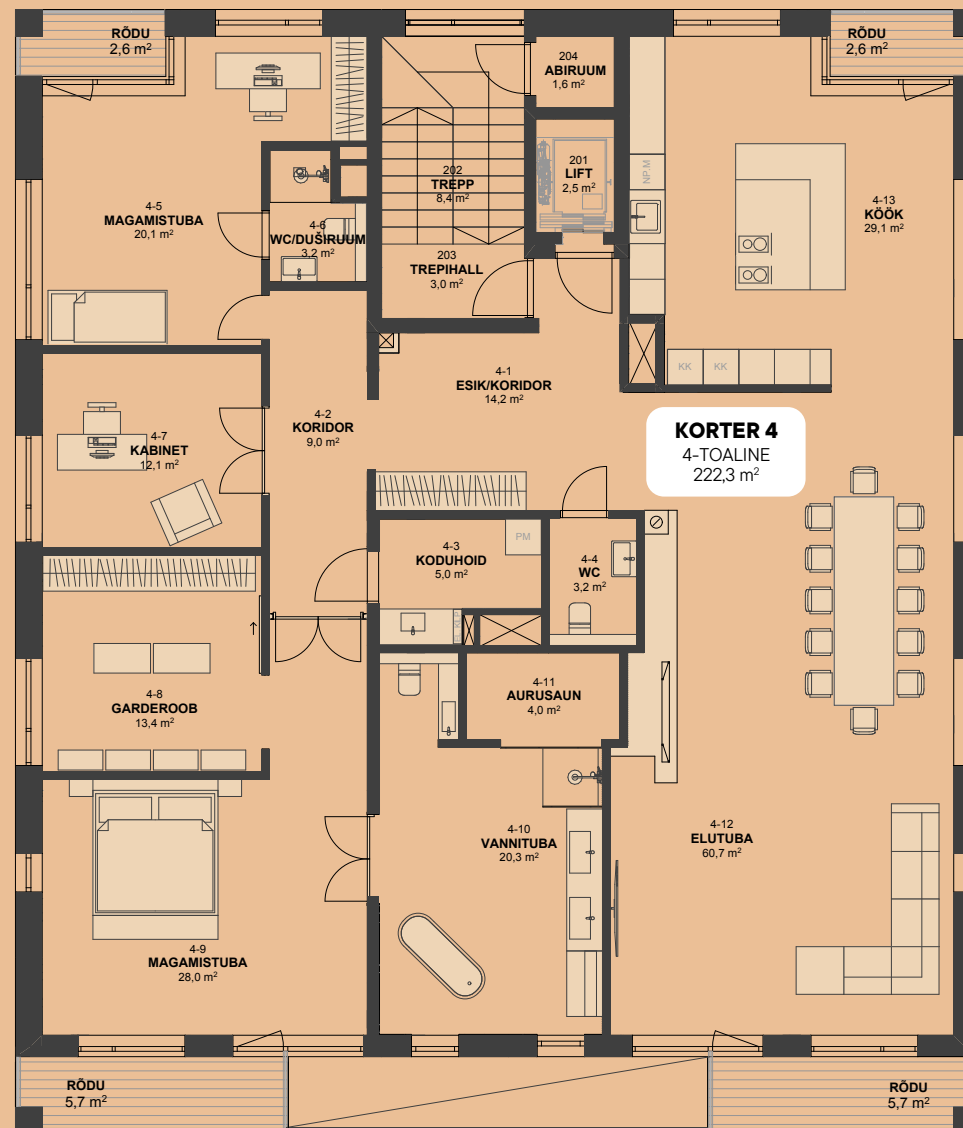 RÕDU
2,6 m²
204
ABIRUUM
1,6 m²
RÕDU
2,6 m²
201
LIFT
2,5 m²
202
TREPP
8,4 m²
NP.M
4-5
MAGAMISTUBA
20,1 m²
4-6
WC/DUŠIRUUM
3,2 m²
4-13
KÖÖK
29,1 m²
203
TREPIHALL
3,0 m²
KK
KK
4-1
ESIK/KORIDOR
14,2 m²
4-2
KORIDOR
9,0 m²
KORTER 4
4-TOALINE
222,3 m²
4-7
KABINET
12,1 m²
4-3
KODUHOID
5,0 m²
PM
4-4
WC
3,2 m²
EL KLP
4-8
GARDEROOB
13,4 m²
4-11
AURUSAUN
4,0 m²
4-10
VANNITUBA
20,3 m²
4-12
ELUTUBA
60,7 m²
4-9
MAGAMISTUBA
28,0 m²
RÕDU
5,7 m²
RÕDU
5,7 m²